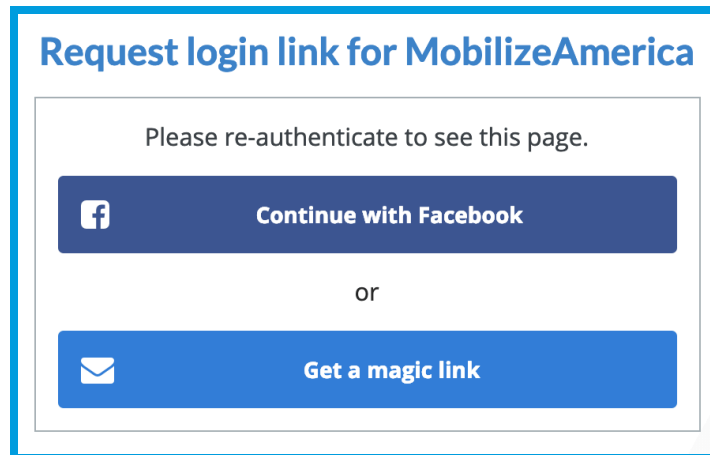 Request login link for MobilizeAmerica
Please re-authenticate to see this page.
Continue with Facebook
or
Get a magic link